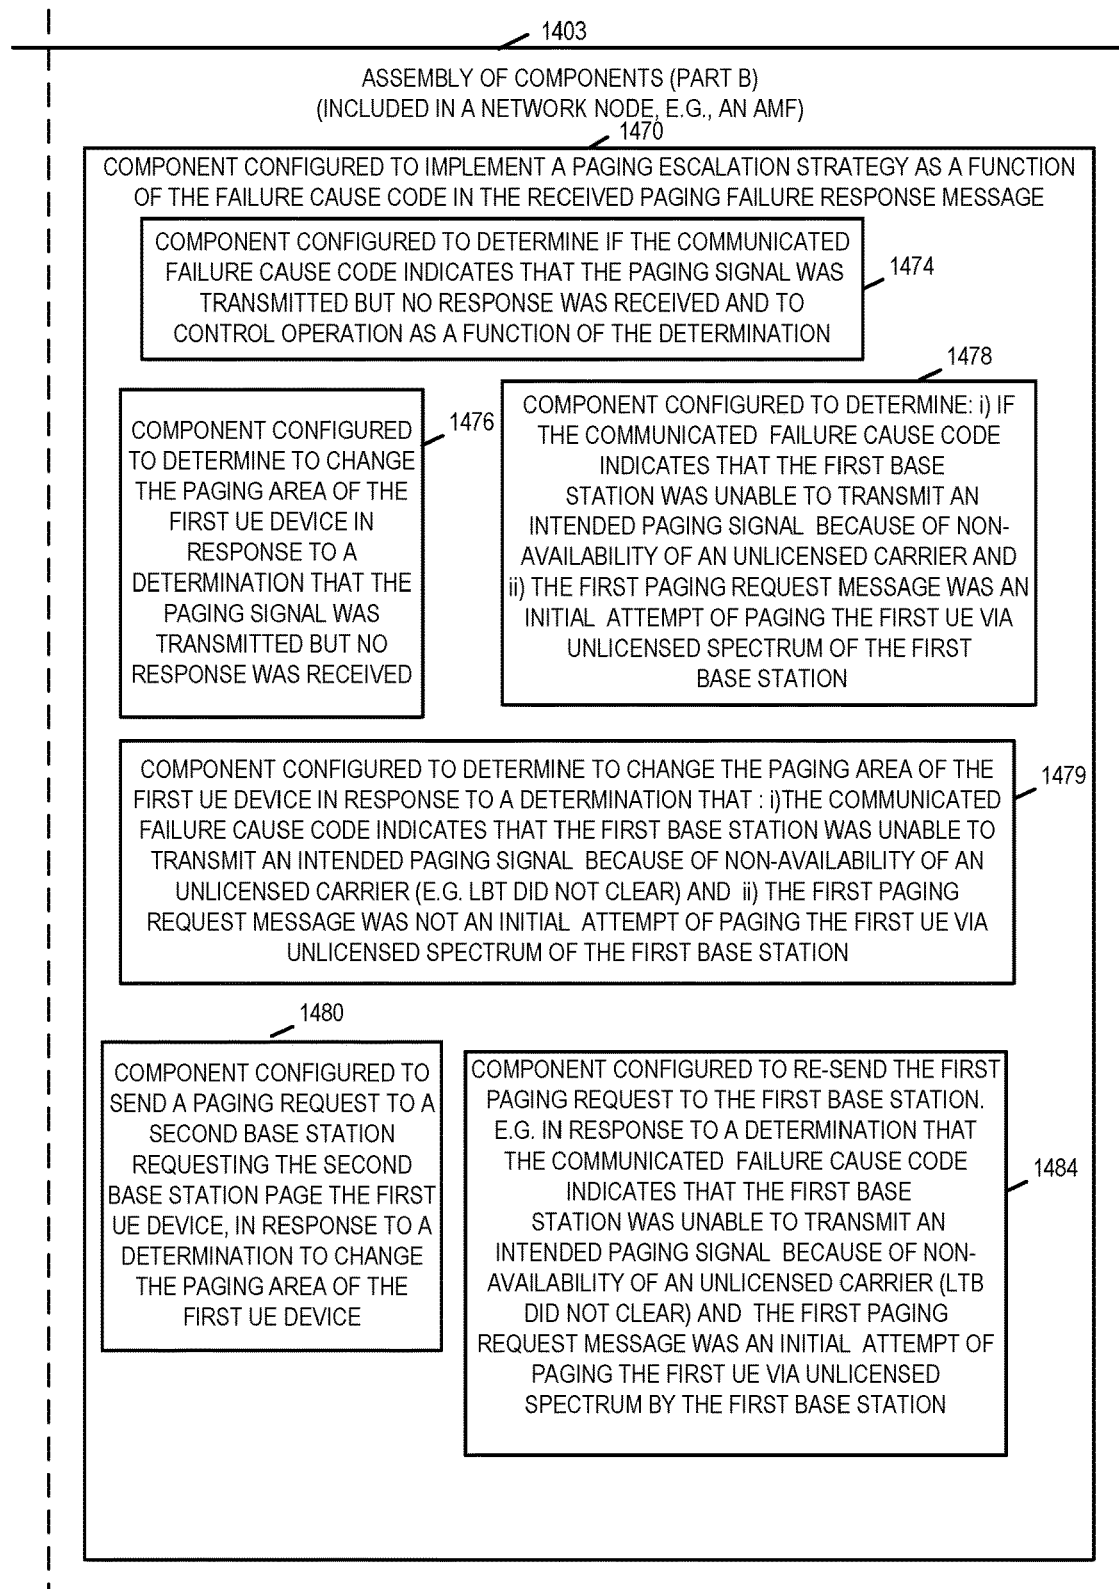 1403
ASSEMBLY OF COMPONENTS (PART B)
(INCLUDED IN A NETWORK NODE, E.G., AN AMF)
1470
COMPONENT CONFIGURED TO IMPLEMENT A PAGING ESCALATION STRATEGY AS A FUNCTION
OF THE FAILURE CAUSE CODE IN THE RECEIVED PAGING FAILURE RESPONSE MESSAGE
COMPONENT CONFIGURED TO DETERMINE IF THE COMMUNICATED
FAILURE CAUSE CODE INDICATES THAT THE PAGING SIGNAL WAS
TRANSMITTED BUT NO RESPONSE WAS RECEIVED AND TO
CONTROL OPERATION AS A FUNCTION OF THE DETERMINATION
1474
1476
COMPONENT CONFIGURED
TO DETERMINE TO CHANGE
THE PAGING AREA OF THE
FIRST UE DEVICE IN
RESPONSE TO A
DETERMINATION THAT THE
PAGING SIGNAL WAS
TRANSMITTED BUT NO
RESPONSE WAS RECEIVED
1478
COMPONENT CONFIGURED TO DETERMINE: i) IF
THE COMMUNICATED FAILURE CAUSE CODE
INDICATES THAT THE FIRST BASE
STATION WAS UNABLE TO TRANSMIT AN
INTENDED PAGING SIGNAL BECAUSE OF NON-
AVAILABILITY OF AN UNLICENSED CARRIER AND
ii) THE FIRST PAGING REQUEST MESSAGE WAS AN
INITIAL ATTEMPT OF PAGING THE FIRST UE VIA
UNLICENSED SPECTRUM OF THE FIRST
BASE STATION
COMPONENT CONFIGURED TO DETERMINE TO CHANGE THE PAGING AREA OF THE
FIRST UE DEVICE IN RESPONSE TO A DETERMINATION THAT : i)THE COMMUNICATED
FAILURE CAUSE CODE INDICATES THAT THE FIRST BASE STATION WAS UNABLE TO
TRANSMIT AN INTENDED PAGING SIGNAL BECAUSE OF NON-AVAILABILITY OF AN
UNLICENSED CARRIER (E.G. LBT DID NOT CLEAR) AND ii) THE FIRST PAGING
REQUEST MESSAGE WAS NOT AN INITIAL ATTEMPT OF PAGING THE FIRST UE VIA
UNLICENSED SPECTRUM OF THE FIRST BASE STATION
1479
1480
COMPONENT CONFIGURED TO
SEND A PAGING REQUEST TO A
SECOND BASE STATION
REQUESTING THE SECOND
BASE STATION PAGE THE FIRST
UE DEVICE, IN RESPONSE TO A
DETERMINATION TO CHANGE
THE PAGING AREA OF THE
FIRST UE DEVICE
COMPONENT CONFIGURED TO RE-SEND THE FIRST
PAGING REQUEST TO THE FIRST BASE STATION.
E.G. IN RESPONSE TO A DETERMINATION THAT
THE COMMUNICATED FAILURE CAUSE CODE
INDICATES THAT THE FIRST BASE
STATION WAS UNABLE TO TRANSMIT AN
INTENDED PAGING SIGNAL BECAUSE OF NON-
AVAILABILITY OF AN UNLICENSED CARRIER (LTB
DID NOT CLEAR) AND THE FIRST PAGING
REQUEST MESSAGE WAS AN INITIAL ATTEMPT OF
PAGING THE FIRST UE VIA UNLICENSED
SPECTRUM BY THE FIRST BASE STATION
1484